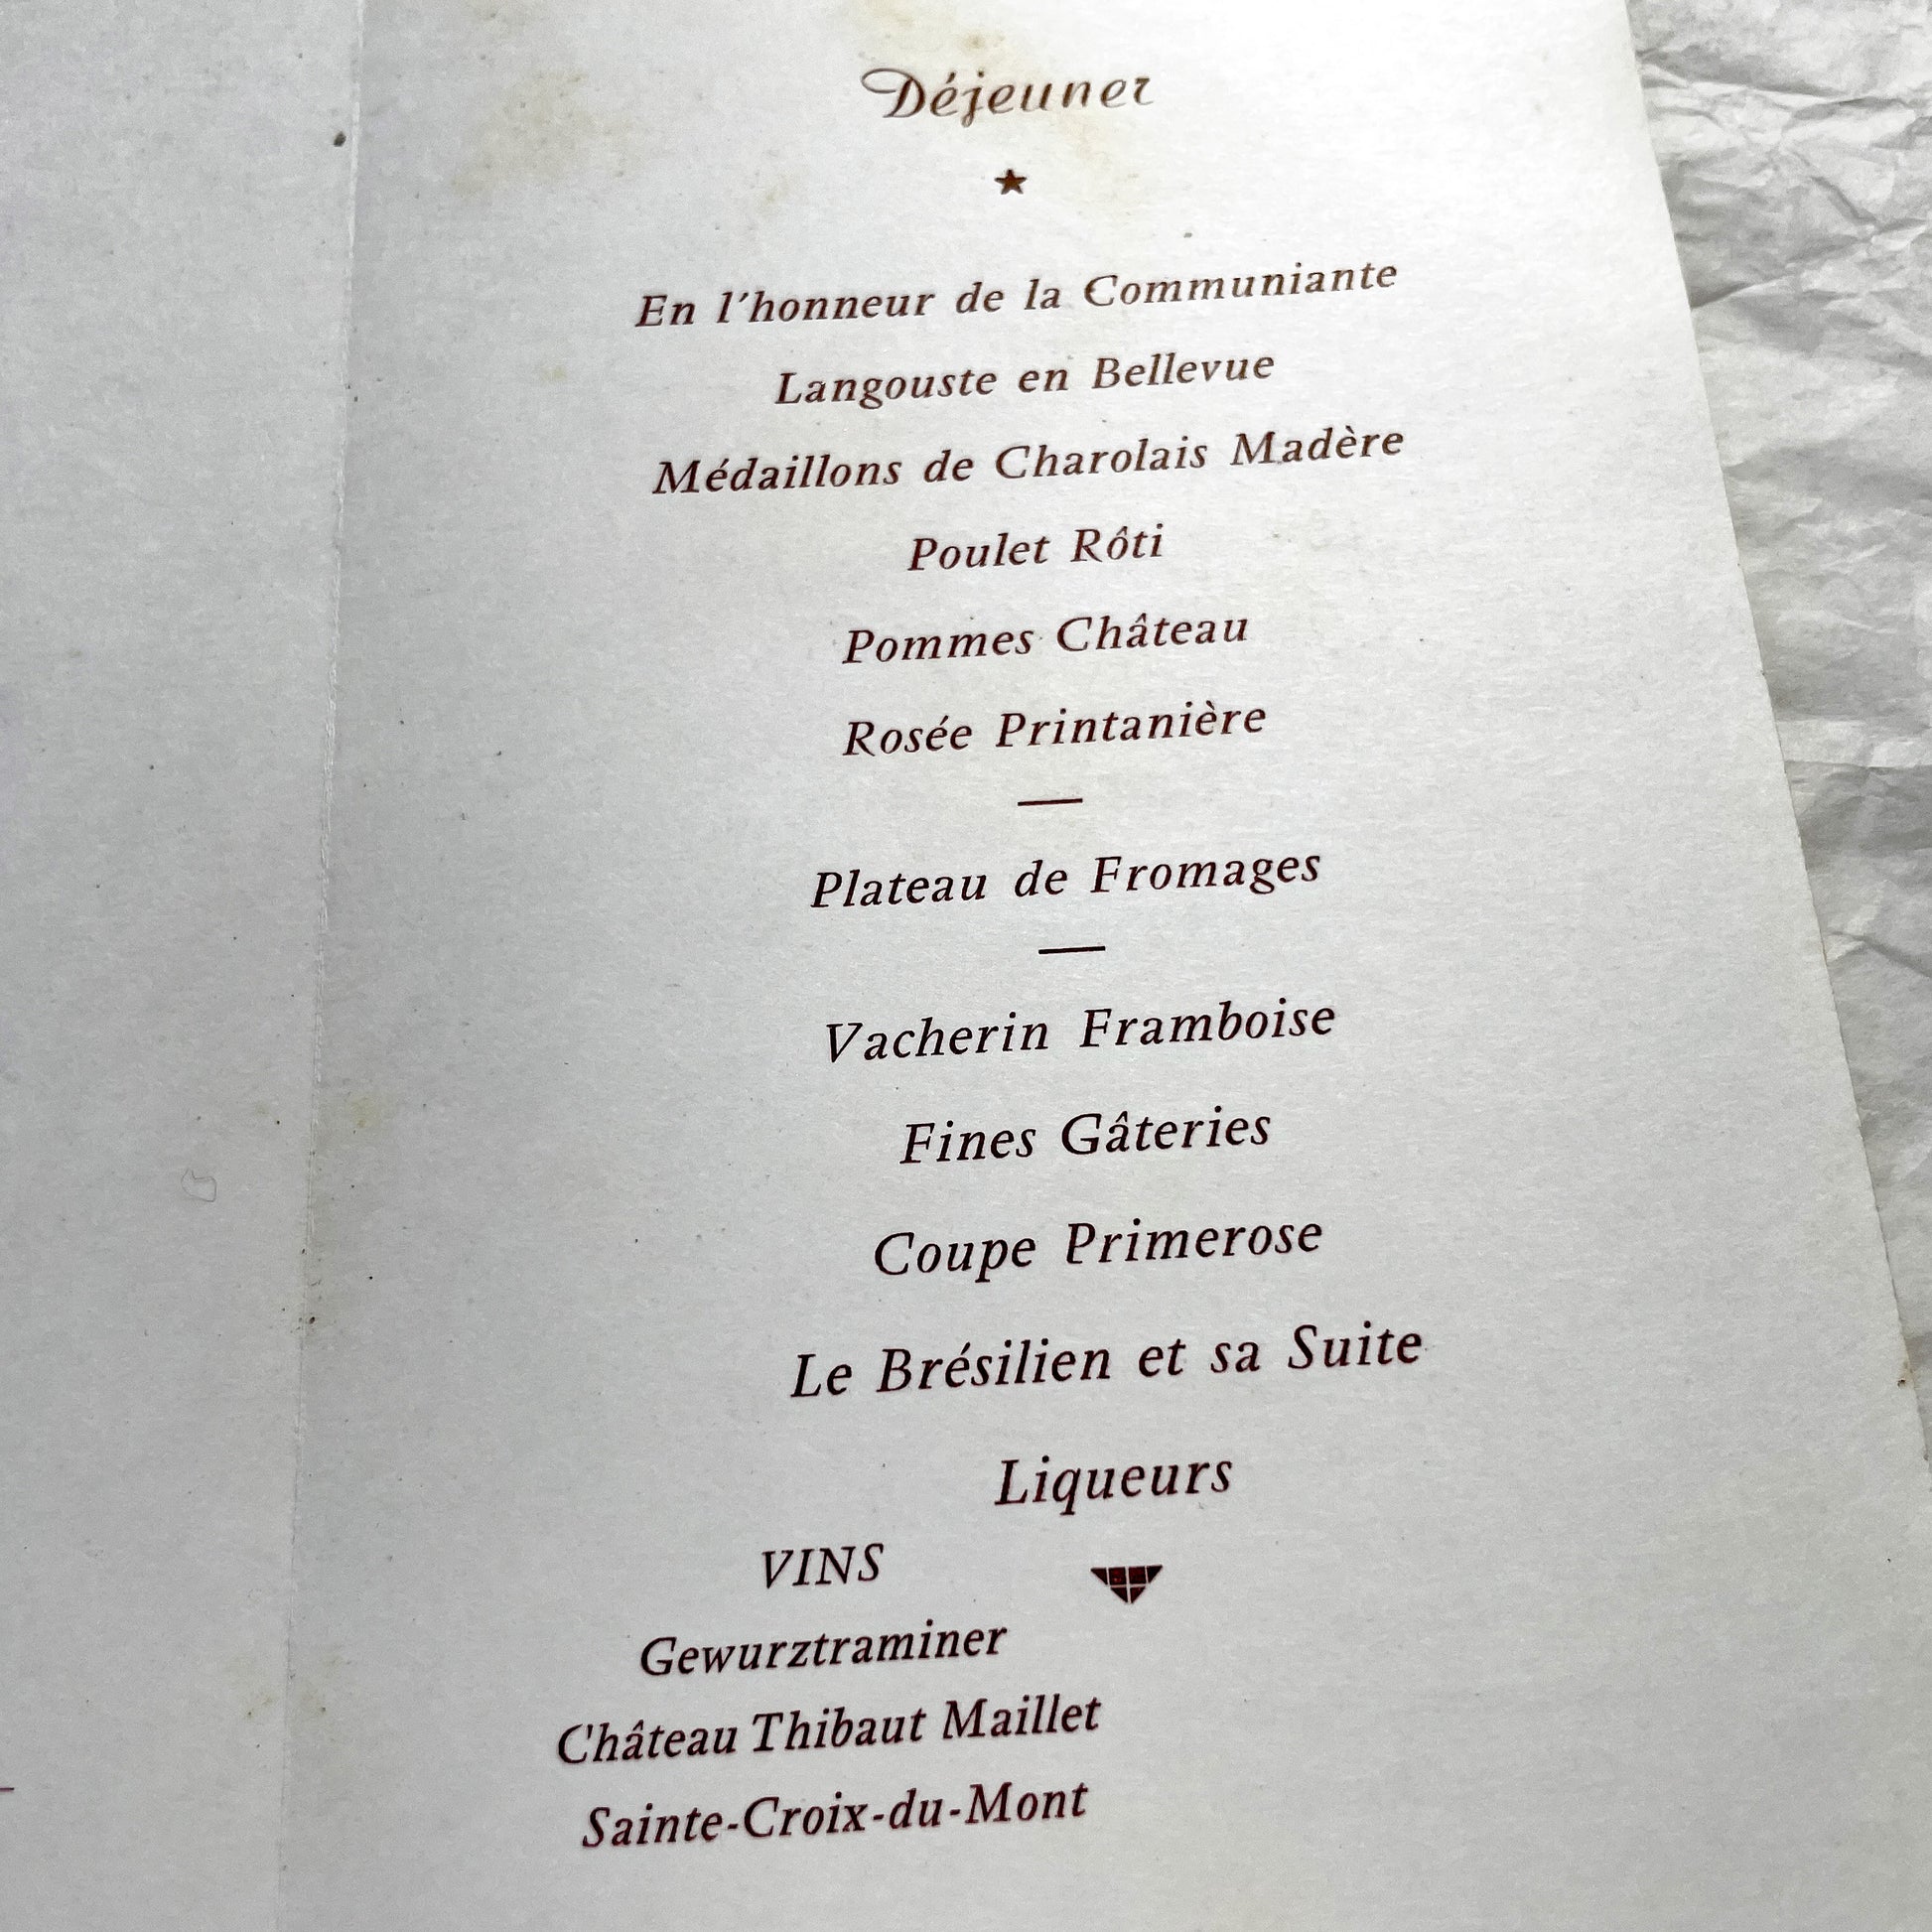 Déjeuner
En l'honneur de la Communiante
Langouste en Bellevue
Médaillons de Charolais Madère
Poulet Rôti
Pommes Château
Rosée Printanière
Plateau de Fromages
Vacherin Framboise
Fines Gâteries
Coupe Primerose
Le Brésilien et sa Suite
Liqueurs
VINS
Gewurztraminer
Château Thibaut Maillet
Sainte-Croix-du-Mont